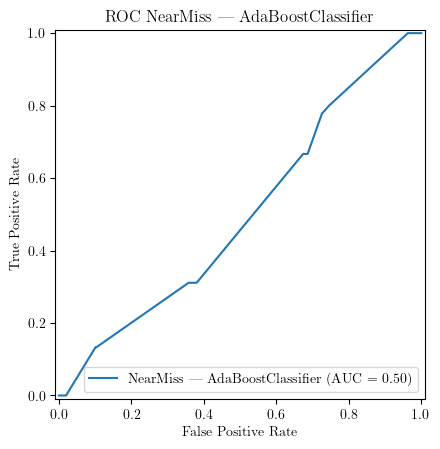 ROC NearMiss — AdaBoostClassifier
1.0
0.8
0.6
0.4
0.2
0.0
True Positive Rate
NearMiss — AdaBoostClassifier (AUC = 0.50)
0.0 0.2 0.4 0.6 0.8 1.0
False Positive Rate